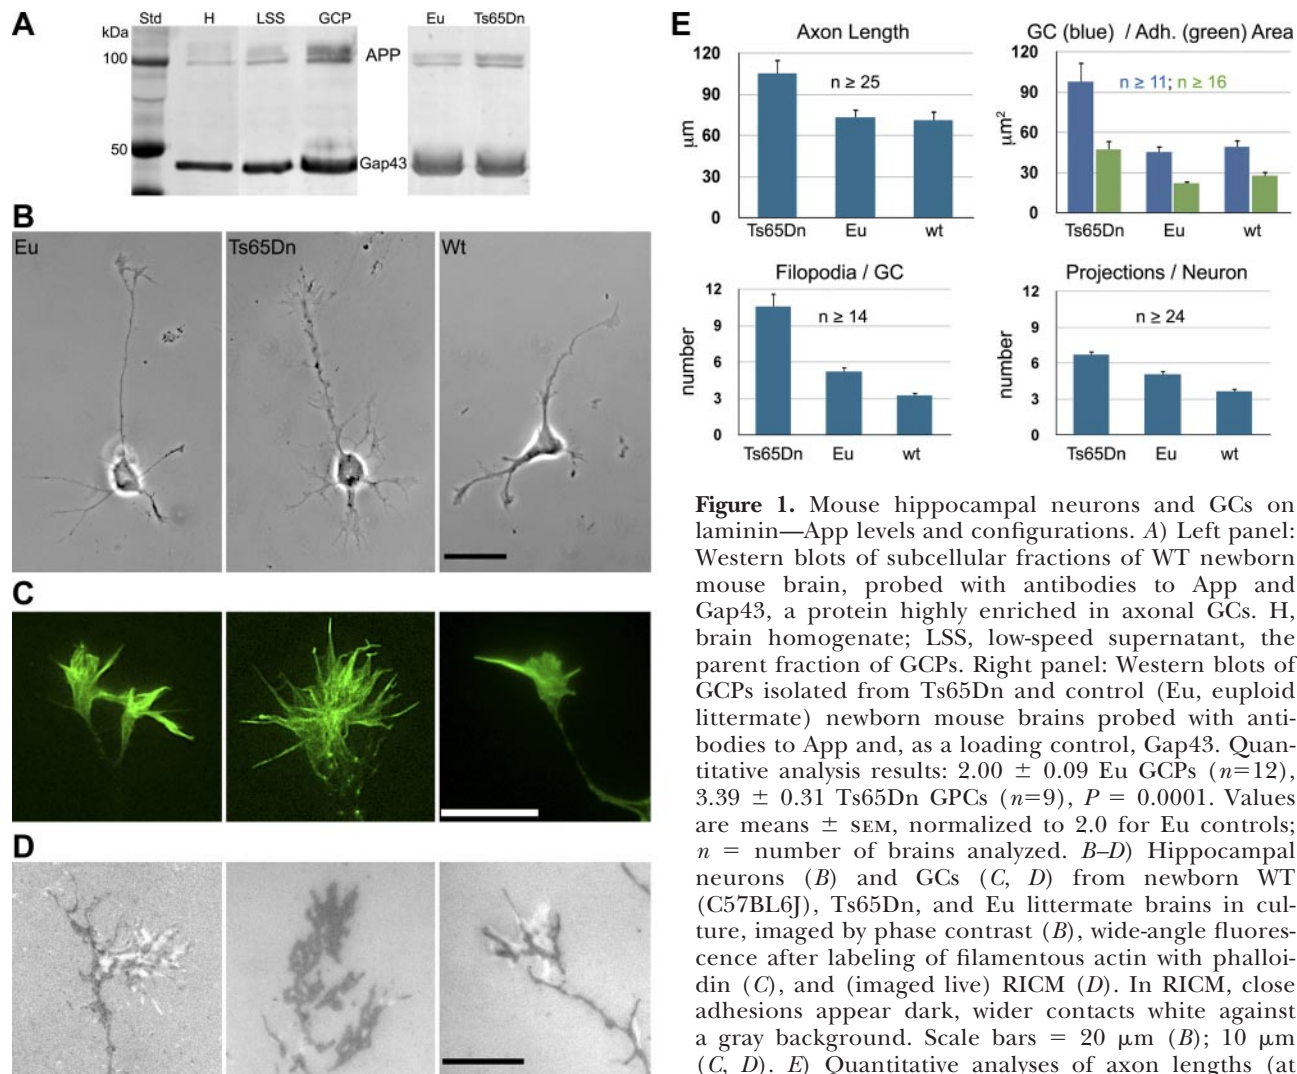 A
Std H LSS GCP Eu Ts65Dn
kDa
100
APP
50
Gap43
B
Eu
Ts65Dn
Wt
C
D
E
Axon Length
120
90
60
30
0
µm
n ≥ 25
Ts65Dn Eu wt
GC (blue) / Adh. (green) Area
120
90
60
30
0
µm²
n ≥ 11; n ≥ 16
Ts65Dn Eu wt
Filopodia / GC
12
9
6
3
0
number
n ≥ 14
Ts65Dn Eu wt
Projections / Neuron
12
9
6
3
0
number
n ≥ 24
Ts65Dn Eu wt
Figure 1. Mouse hippocampal neurons and GCs on
laminin—App levels and configurations. A) Left panel:
Western blots of subcellular fractions of WT newborn
mouse brain, probed with antibodies to App and
Gap43, a protein highly enriched in axonal GCs. H,
brain homogenate; LSS, low-speed supernatant, the
parent fraction of GCPs. Right panel: Western blots of
GCPs isolated from Ts65Dn and control (Eu, euploid
littermate) newborn mouse brains probed with anti-
bodies to App and, as a loading control, Gap43. Quan-
titative analysis results: 2.00 ± 0.09 Eu GCPs (n=12),
3.39 ± 0.31 Ts65Dn GPCs (n=9), P = 0.0001. Values
are means ± SEM, normalized to 2.0 for Eu controls;
n = number of brains analyzed. B–D) Hippocampal
neurons (B) and GCs (C, D) from newborn WT
(C57BL6J), Ts65Dn, and Eu littermate brains in cul-
ture, imaged by phase contrast (B), wide-angle fluores-
cence after labeling of filamentous actin with phalloi-
din (C), and (imaged live) RICM (D). In RICM, close
adhesions appear dark, wider contacts white against
a gray background. Scale bars = 20 µm (B); 10 µm
(C, D). E) Quantitative analyses of axon lengths (at